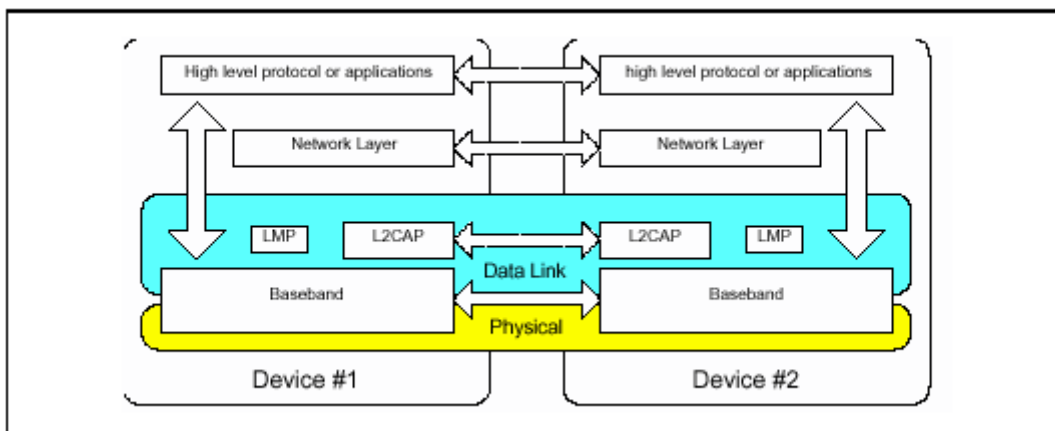 High level protocol or applications
high level protocol or applications
Network Layer
Network Layer
LMP
L2CAP
L2CAP
LMP
Data Link
Baseband
Baseband
Physical
Device #1
Device #2